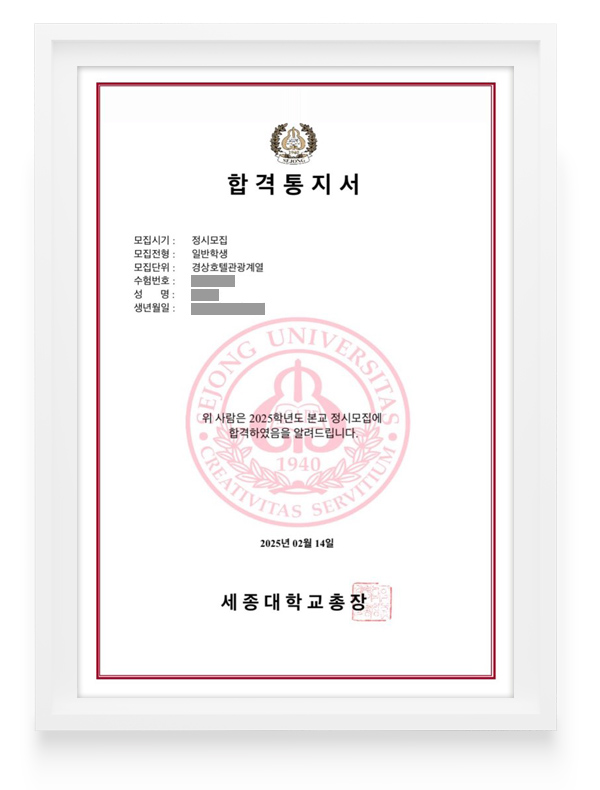 1940
SEJONG
합격통지서
모집시기 : 정시모집
모집전형 : 일반학생
모집단위 : 경상호텔관광계열
수험번호 :
성 명 :
생년월일 :
SEJONG UNIVERSITAS
위 사람은 2025학년도 본교 정시모집에
합격하였음을 알려드립니다.
1940
CREATIVITAS SERVITIUM
2025년 02월 14일
세종대학교총장